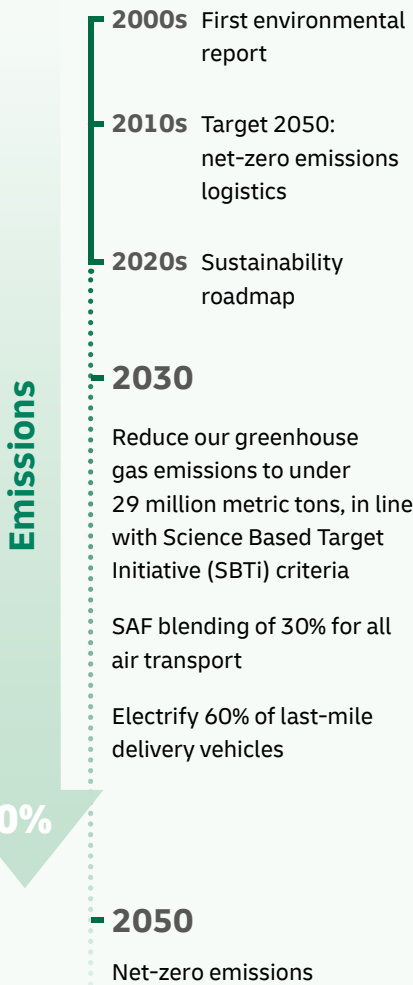 2000s First environmental
report
2010s Target 2050:
net-zero emissions
logistics
2020s Sustainability
roadmap
Emissions
2030
Reduce our greenhouse
gas emissions to under
29 million metric tons, in line
with Science Based Target
Initiative (SBTi) criteria
SAF blending of 30% for all
air transport
Electrify 60% of last-mile
delivery vehicles
0%
2050
Net-zero emissions